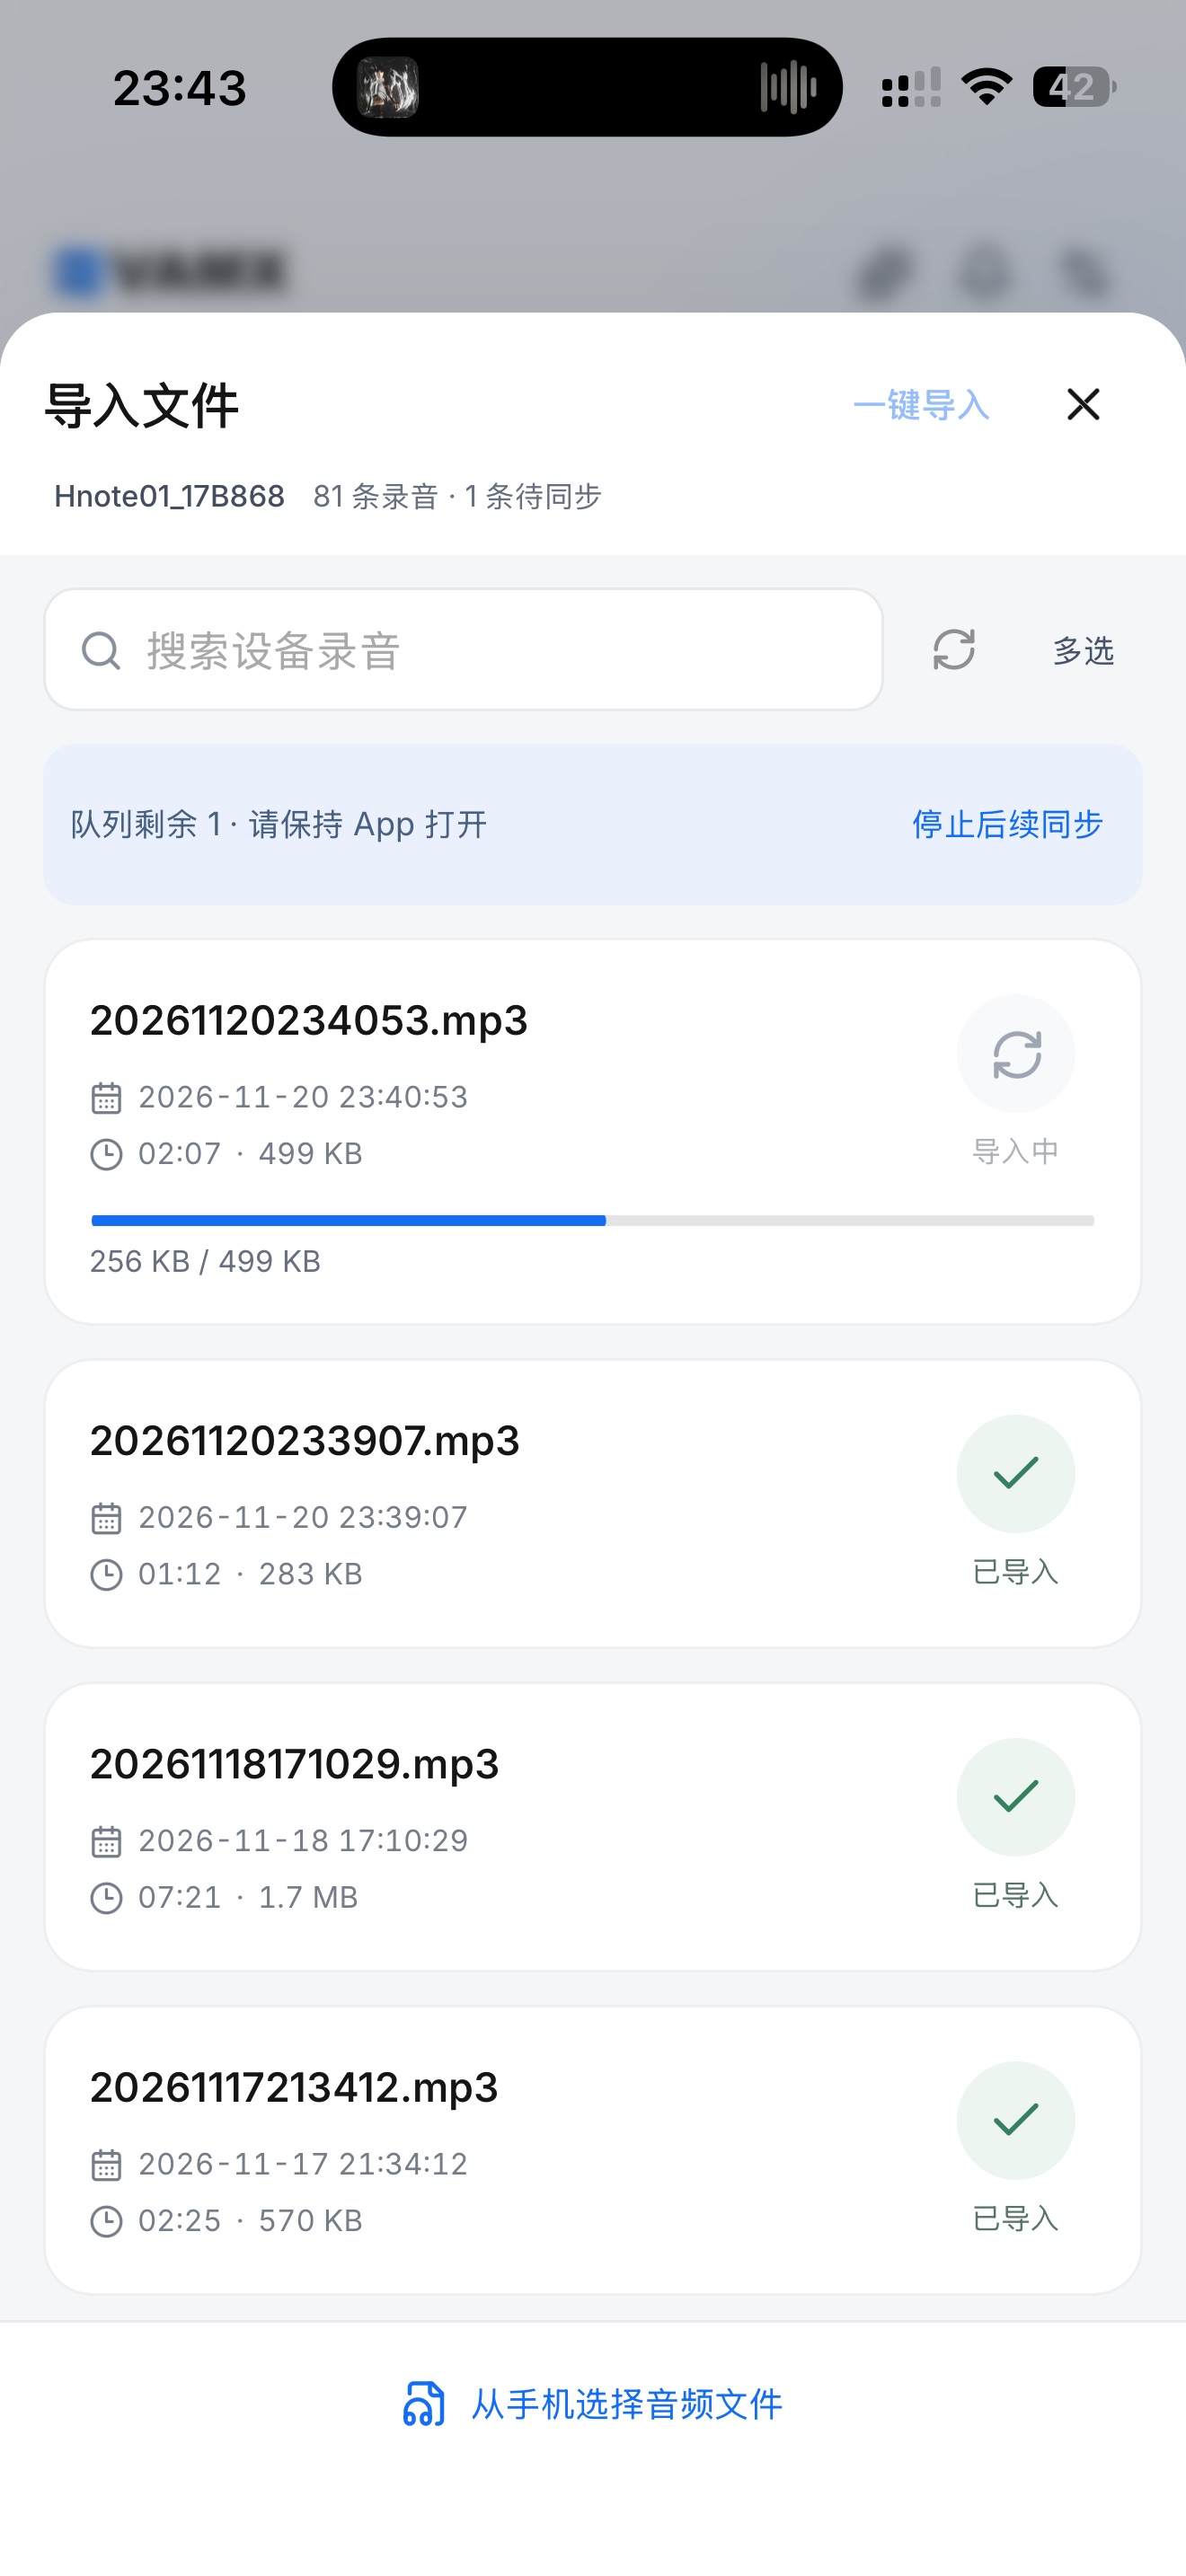 23:43
42
VAMX
导入文件
一键导入
Hnote01_17B868 81 条录音 · 1 条待同步
搜索设备录音
多选
队列剩余 1 · 请保持 App 打开
停止后续同步
20261120234053.mp3
2026-11-20 23:40:53
02:07 · 499 KB
导入中
256 KB / 499 KB
20261120233907.mp3
2026-11-20 23:39:07
01:12 · 283 KB
已导入
20261118171029.mp3
2026-11-18 17:10:29
07:21 · 1.7 MB
已导入
20261117213412.mp3
2026-11-17 21:34:12
02:25 · 570 KB
已导入
从手机选择音频文件